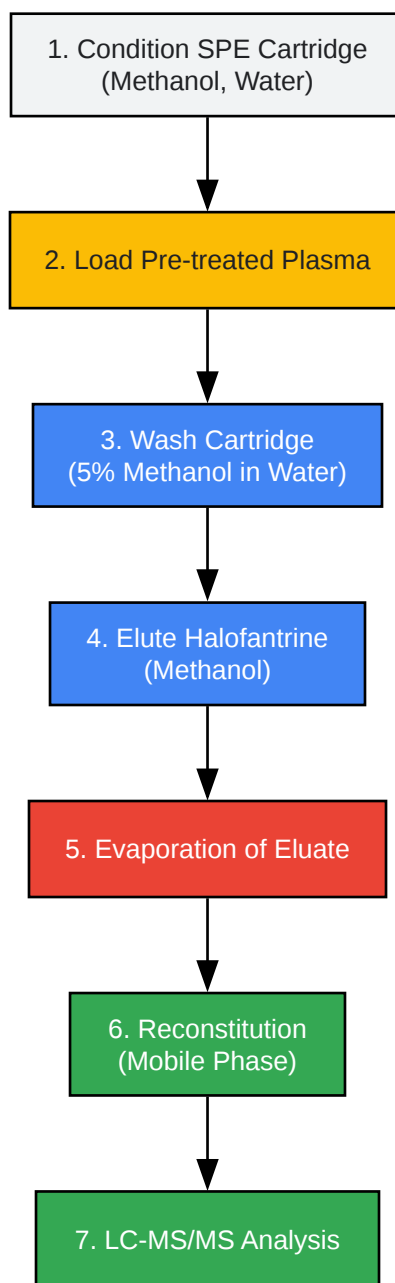 1. Condition SPE Cartridge
(Methanol, Water)
2. Load Pre-treated Plasma
3. Wash Cartridge
(5% Methanol in Water)
4. Elute Halofantrine
(Methanol)
5. Evaporation of Eluate
6. Reconstitution
(Mobile Phase)
7. LC-MS/MS Analysis